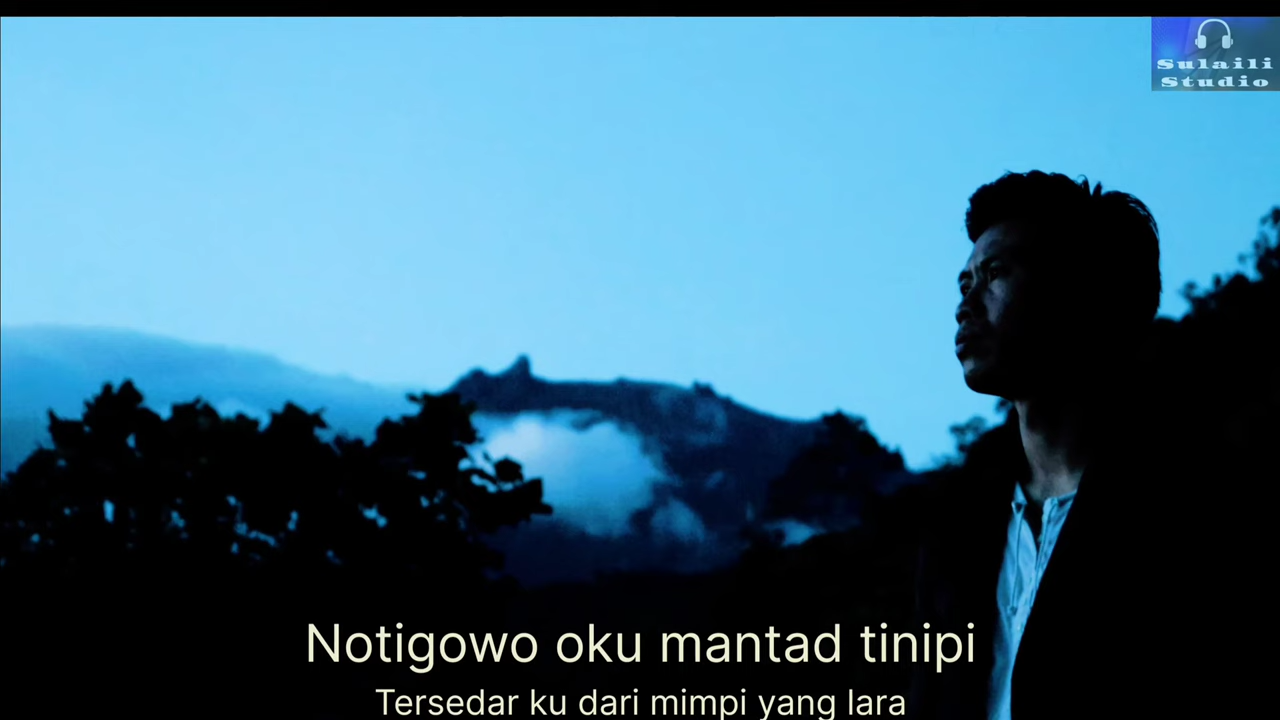 Sulaili
Studio
Notigowo oku mantad tinipi
Tersedar ku dari mimpi yang lara